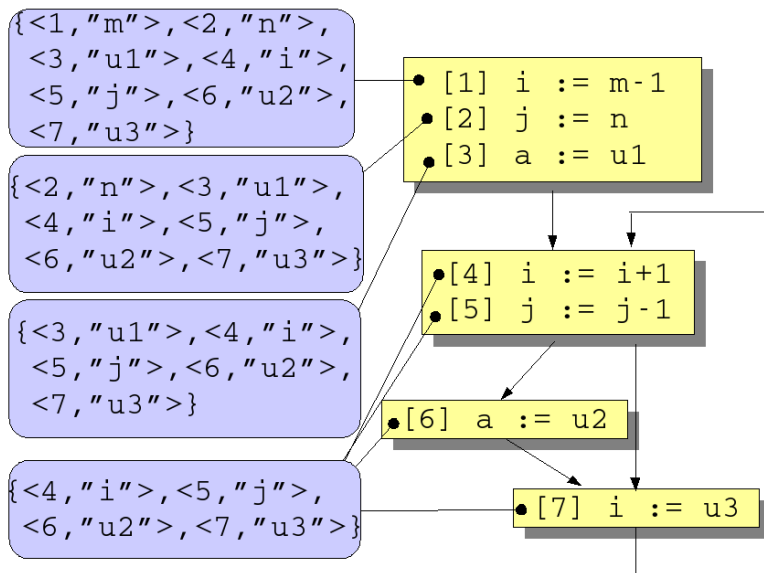 {<1,"m">,<2,"n">,
<3,"u1">,<4,"i">,
<5,"j">,<6,"u2">,
<7,"u3">}
{<2,"n">,<3,"u1">,
<4,"i">,<5,"j">,
<6,"u2">,<7,"u3">}
{<3,"u1">,<4,"i">,
<5,"j">,<6,"u2">,
<7,"u3">}
{<4,"i">,<5,"j">,
<6,"u2">,<7,"u3">}
[1] i := m-1
[2] j := n
[3] a := u1
[4] i := i+1
[5] j := j-1
[6] a := u2
[7] i := u3